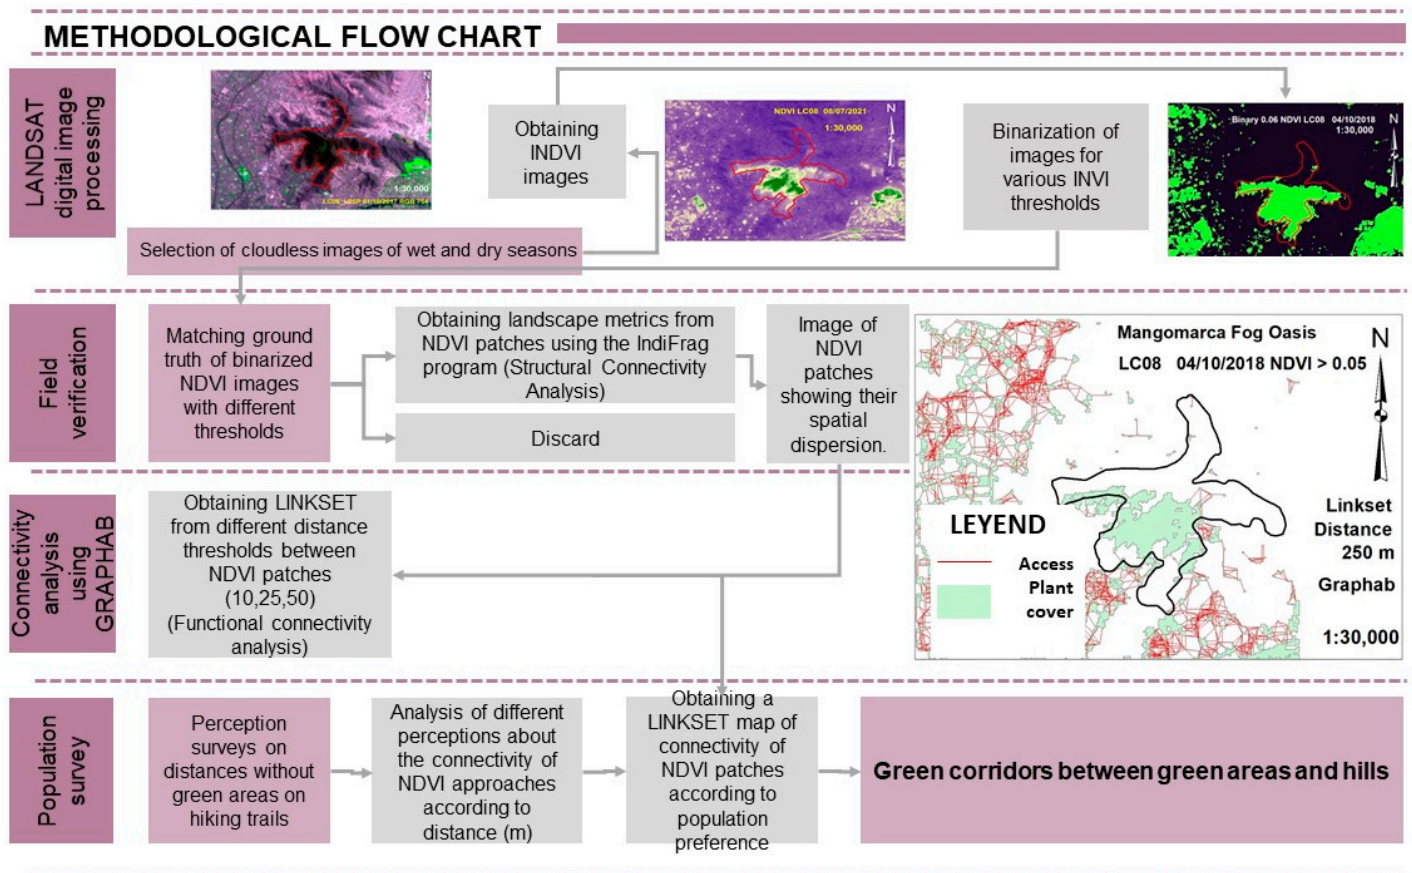 METHODOLOGICAL FLOW CHART
LANDSAT
digital image
processing
N
1:30,000
Obtaining
INDVI
images
NDVI LC08 08/07/2021
1:30,000
N
Binarization of
images for
various INVI
thresholds
Binary 0.06 NDVI LC08 04/10/2018
1:30,000
N
Selection of cloudless images of wet and dry seasons
Field
verification
Matching ground
truth of binarized
NDVI images
with different
thresholds
Obtaining landscape metrics from
NDVI patches using the IndiFrag
program (Structural Connectivity
Analysis)
Discard
Image of
NDVI
patches
showing their
spatial
dispersion.
Mangomarca Fog Oasis
LC08 04/10/2018 NDVI > 0.05
N
LEYEND
Access
Plant
cover
Linkset
Distance
250 m
Graphab
1:30,000
Connectivity
analysis
using
GRAPHAB
Obtaining LINKSET
from different distance
thresholds between
NDVI patches
(10,25,50)
(Functional connectivity
analysis)
Population
survey
Perception
surveys on
distances without
green areas on
hiking trails
Analysis of different
perceptions about
the connectivity of
NDVI approaches
according to
distance (m)
Obtaining a
LINKSET map of
connectivity of
NDVI patches
according to
population
preference
Green corridors between green areas and hills